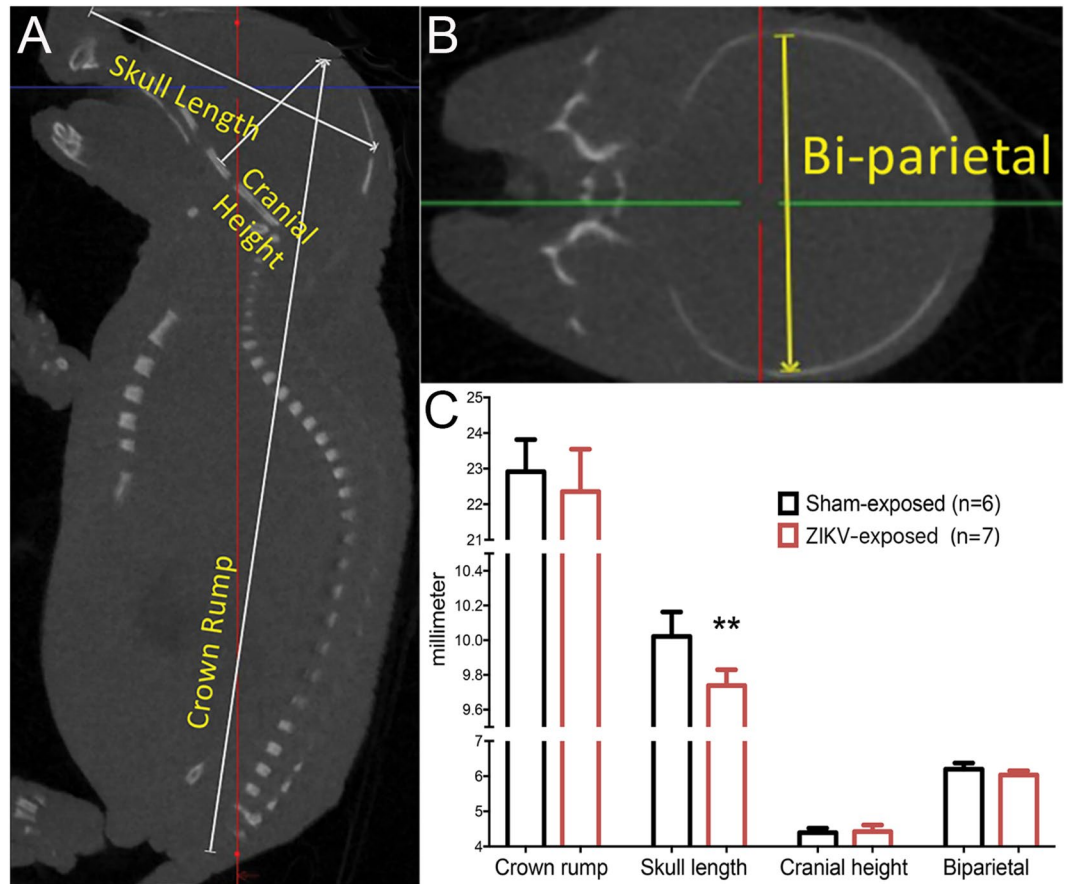 A
Skull Length
Cranial
Height
Crown Rump
B
Bi-parietal
C
25
24
23
22
21
10.4
10.2
10.0
9.8
9.6
7
6
5
4
millimeter
**
Sham-exposed (n=6)
ZIKV-exposed (n=7)
Crown rump
Skull length
Cranial height
Biparietal